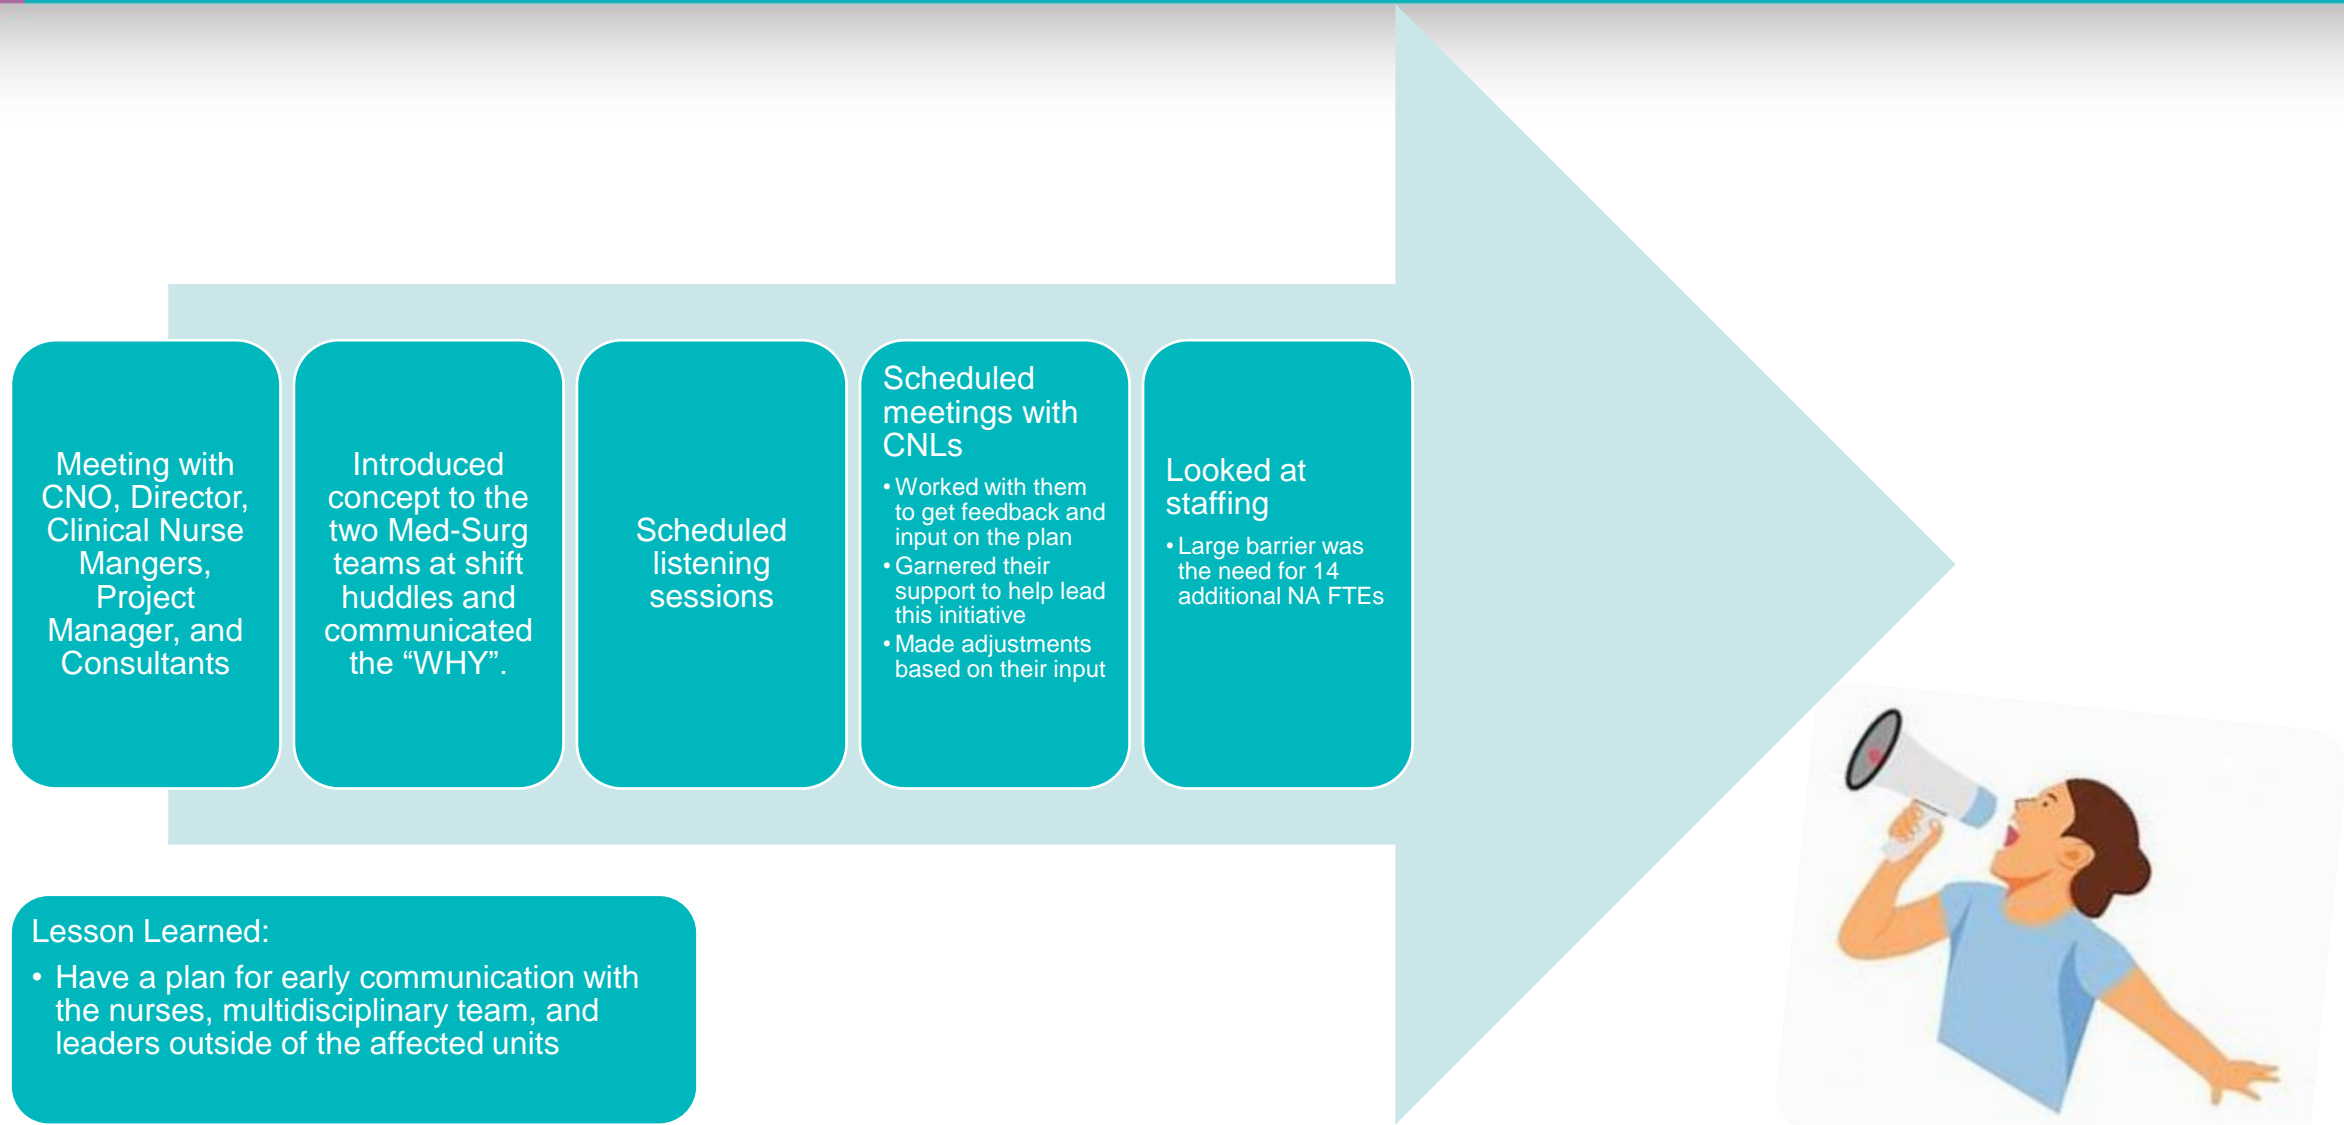 Meeting with
CNO, Director,
Clinical Nurse
Mangers,
Project
Manager, and
Consultants
Introduced
concept to the
two Med-Surg
teams at shift
huddles and
communicated
the “WHY”.
Scheduled
listening
sessions
Scheduled
meetings with
CNLs
• Worked with them
to get feedback and
input on the plan
• Garnered their
support to help lead
this initiative
• Made adjustments
based on their input
Looked at
staffing
• Large barrier was
the need for 14
additional NA FTEs
Lesson Learned:
• Have a plan for early communication with
the nurses, multidisciplinary team, and
leaders outside of the affected units